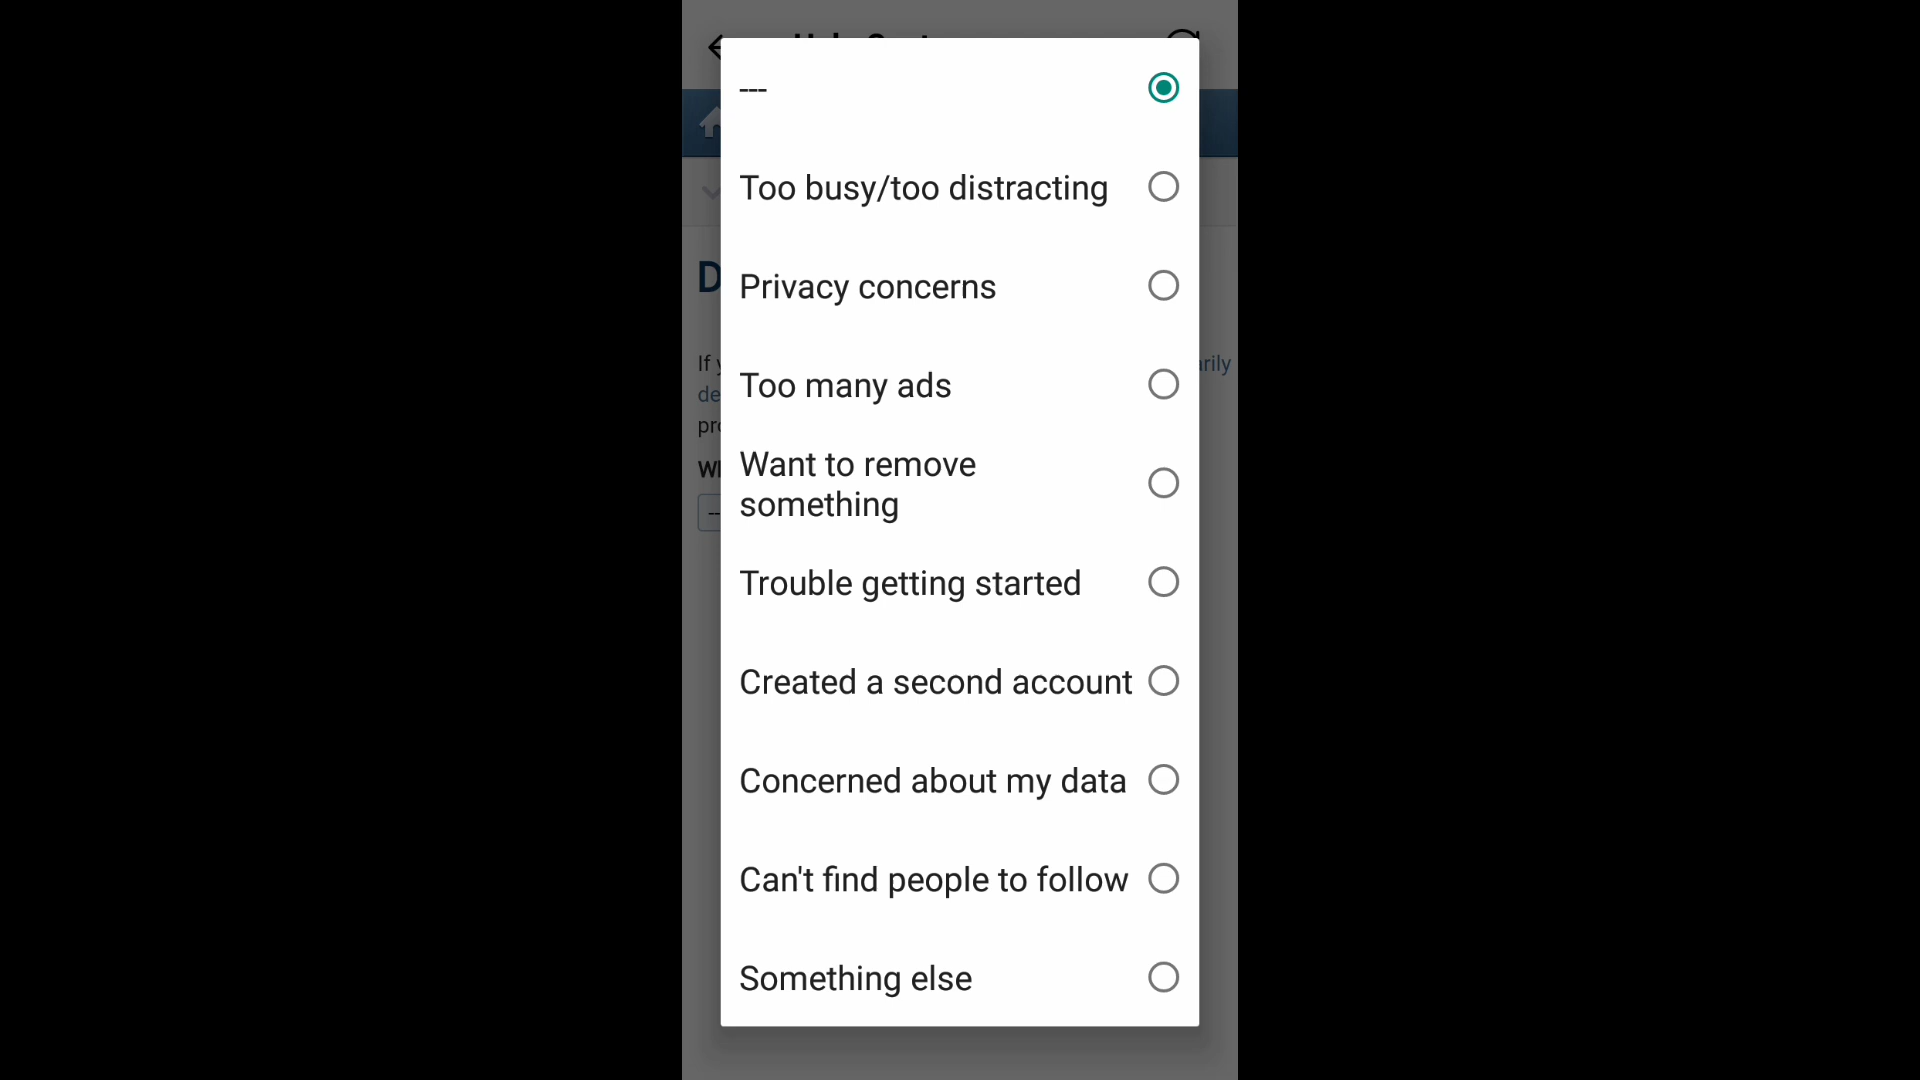 ---
Too busy/too distracting
Privacy concerns
Too many ads
Want to remove
something
Trouble getting started
Created a second account
Concerned about my data
Can't find people to follow
Something else
If